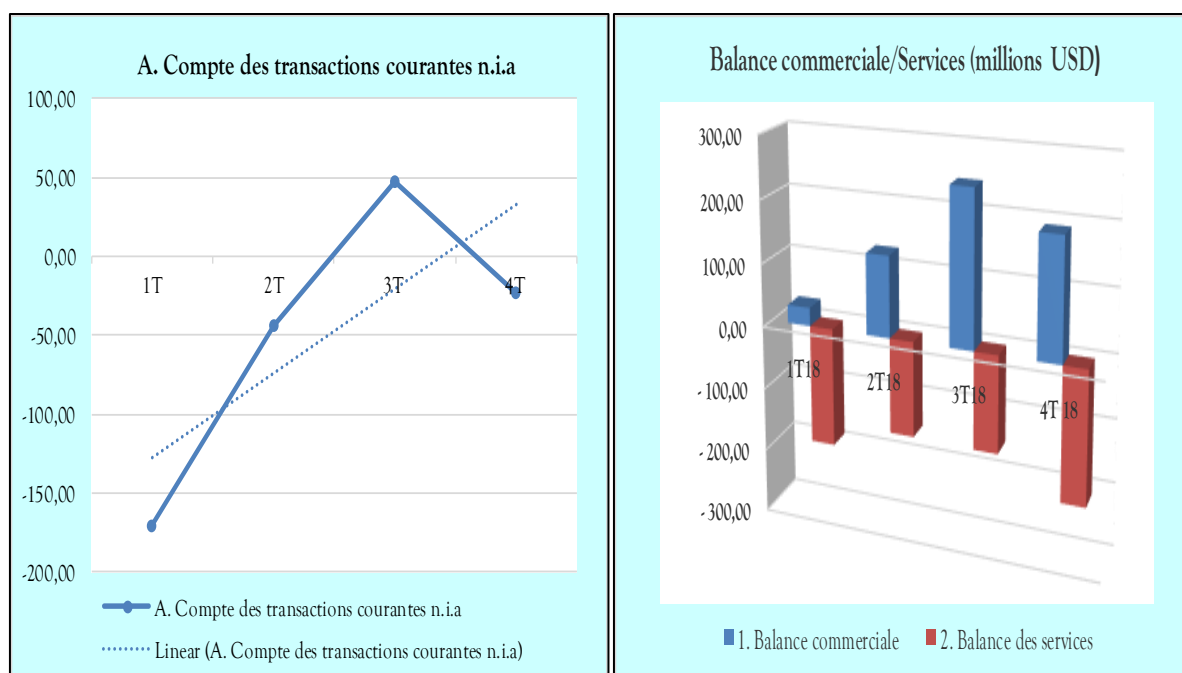 A. Compte des transactions courantes n.i.a
100,00
50,00
0,00
-50,00
-100,00
-150,00
-200,00
1T
2T
3T
4T
A. Compte des transactions courantes n.i.a
Linear (A. Compte des transactions courantes n.i.a)
Balance commerciale/Services (millions USD)
300,00
200,00
100,00
0,00
- 100,00
- 200,00
- 300,00
1T18
2T18
3T18
4T 18
1. Balance commerciale
2. Balance des services